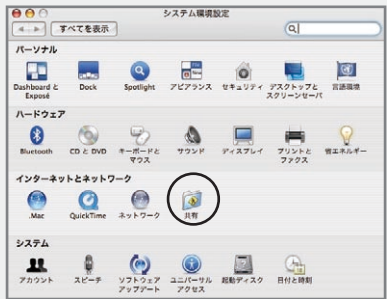 システム環境設定
すべてを表示
パーソナル
Dashboard と Exposé
Dock
Spotlight
アピアランス
セキュリティ
デスクトップと スクリーンセーバ
言語環境
ハードウェア
Bluetooth
CD と DVD
キーボードと マウス
サウンド
ディスプレイ
プリントと ファクス
省エネルギー
インターネットとネットワーク
.Mac
QuickTime
ネットワーク
共有
システム
アカウント
スピーチ
ソフトウェア アップデート
ユニバーサル アクセス
起動ディスク
日付と時刻